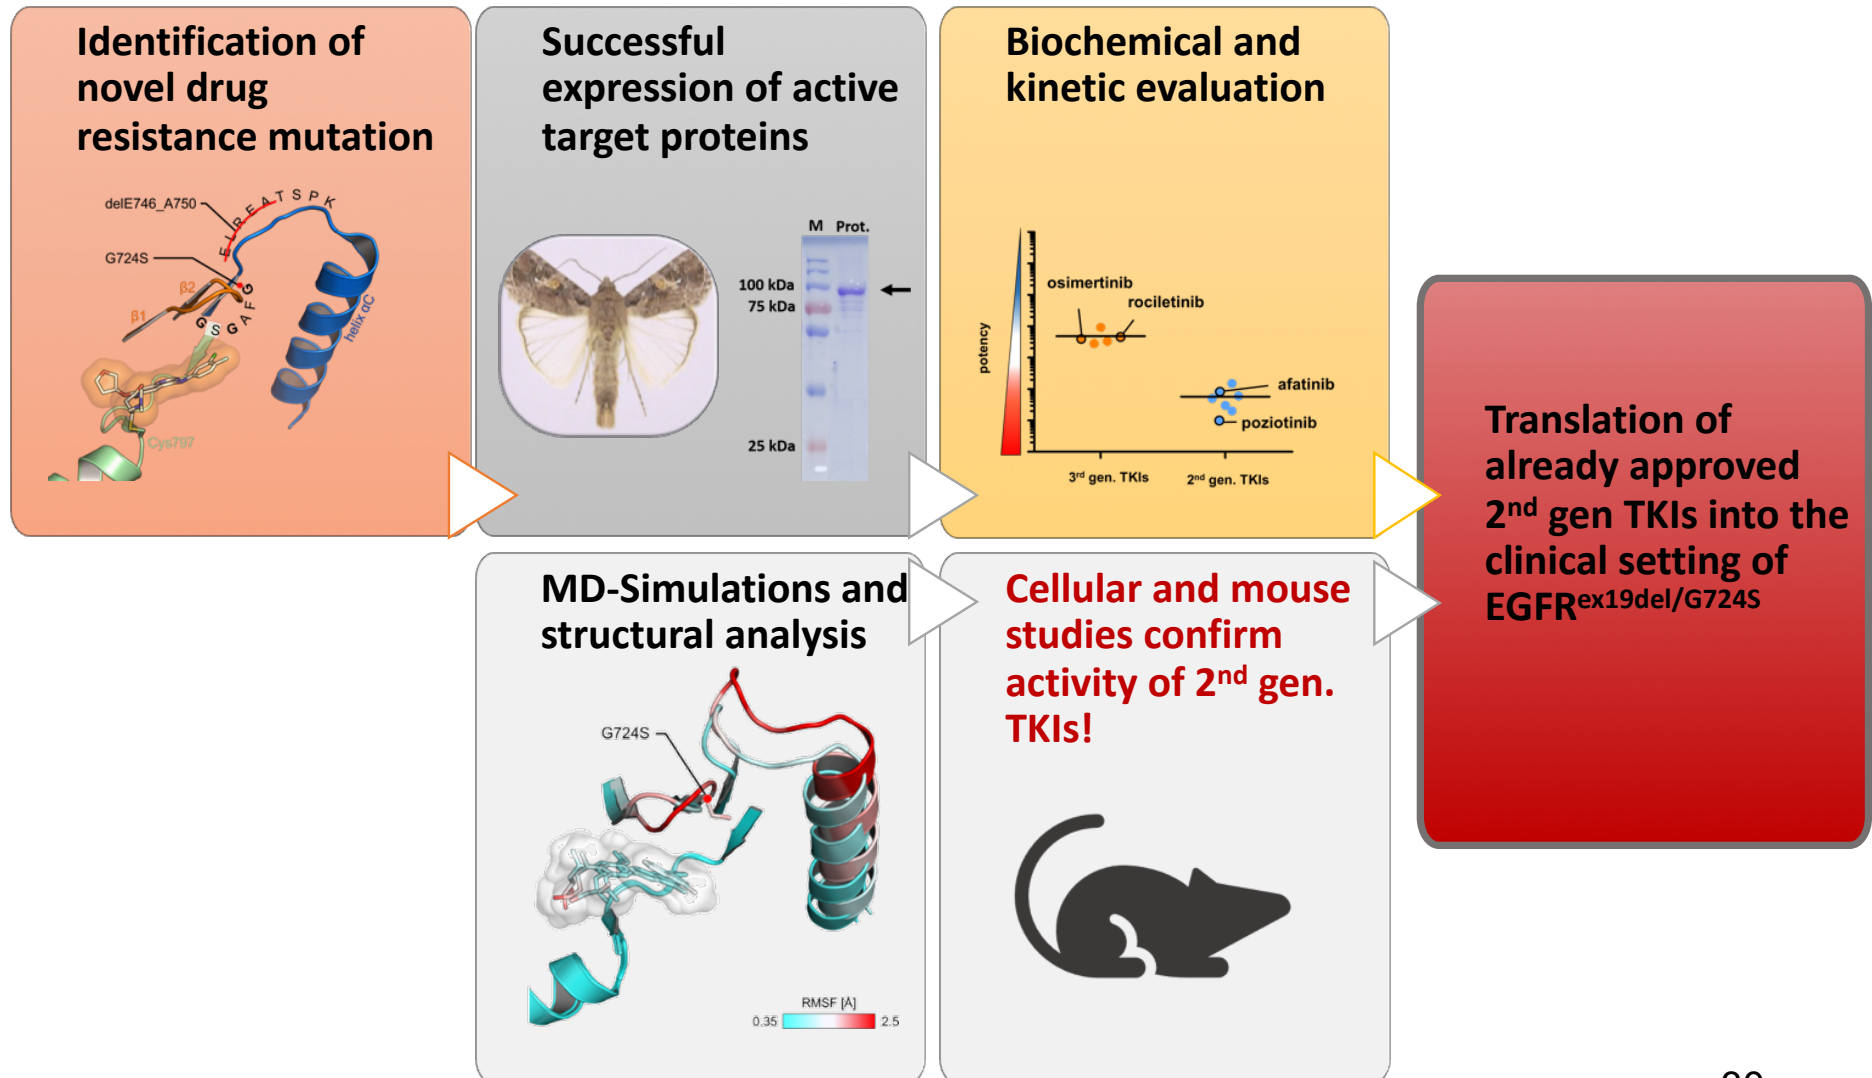 Identification of
novel drug
resistance mutation
delE746_A750
E L R E A T S P K
G724S
β2
β1
G S G A F G
helix αC
Cys797
Successful
expression of active
target proteins
M Prot.
100 kDa
75 kDa
25 kDa
Biochemical and
kinetic evaluation
potency
osimertinib
rociletinib
afatinib
poziotinib
3rd gen. TKIs 2nd gen. TKIs
MD-Simulations and
structural analysis
G724S
RMSF [Å]
0.35 2.5
Cellular and mouse
studies confirm
activity of 2nd gen.
TKIs!
Translation of
already approved
2nd gen TKIs into the
clinical setting of
EGFRex19del/G724S